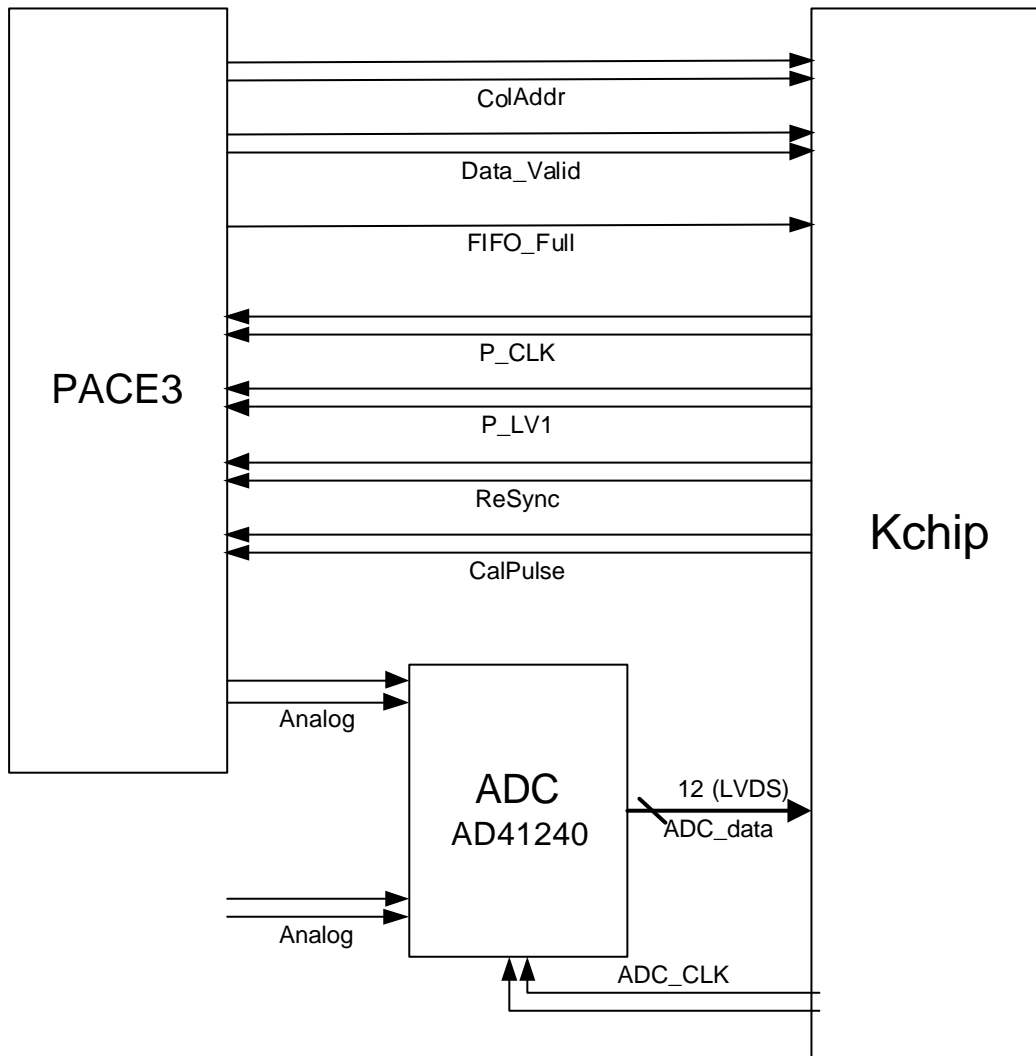 ColAddr
Data_Valid
FIFO_Full
P_CLK
PACE3
P_LV1
ReSync
Kchip
CalPulse
Analog
ADC
AD41240
12 (LVDS)
ADC_data
Analog
ADC_CLK